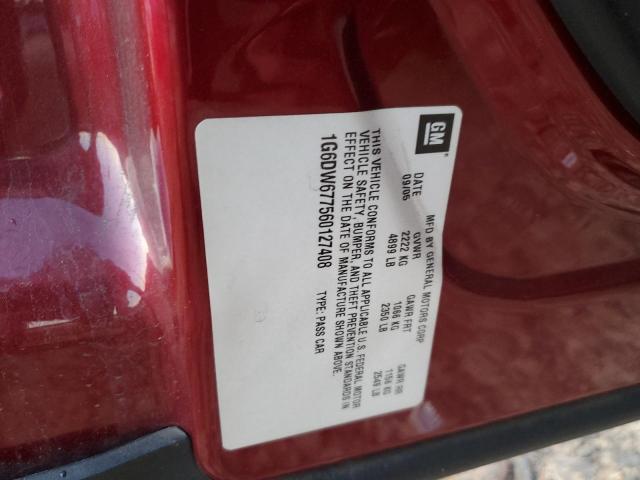 GM
MFD BY GENERAL MOTORS CORP
DATE GVWR GAWR FRT GAWR RR
09/05 2222 KG 1066 KG 1156 KG
4899 LB 2350 LB 2549 LB
THIS VEHICLE CONFORMS TO ALL APPLICABLE U.S. FEDERAL MOTOR
VEHICLE SAFETY, BUMPER, AND THEFT PREVENTION STANDARDS IN
EFFECT ON THE DATE OF MANUFACTURE SHOWN ABOVE.
1G6DW677560127408 TYPE: PASS CAR